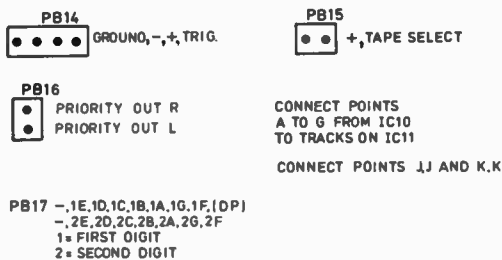 PB14
GROUND,-,+,TRIG.
PB15
+,TAPE SELECT
PB16
PRIORITY OUT R
PRIORITY OUT L
CONNECT POINTS
A TO G FROM IC10
TO TRACKS ON IC11
CONNECT POINTS J,J AND K,K
PB17 -,1E,1D,1C,1B,1A,1G,1F,(DP)
-,2E,2D,2C,2B,2A,2G,2F
1= FIRST DIGIT
2= SECOND DIGIT